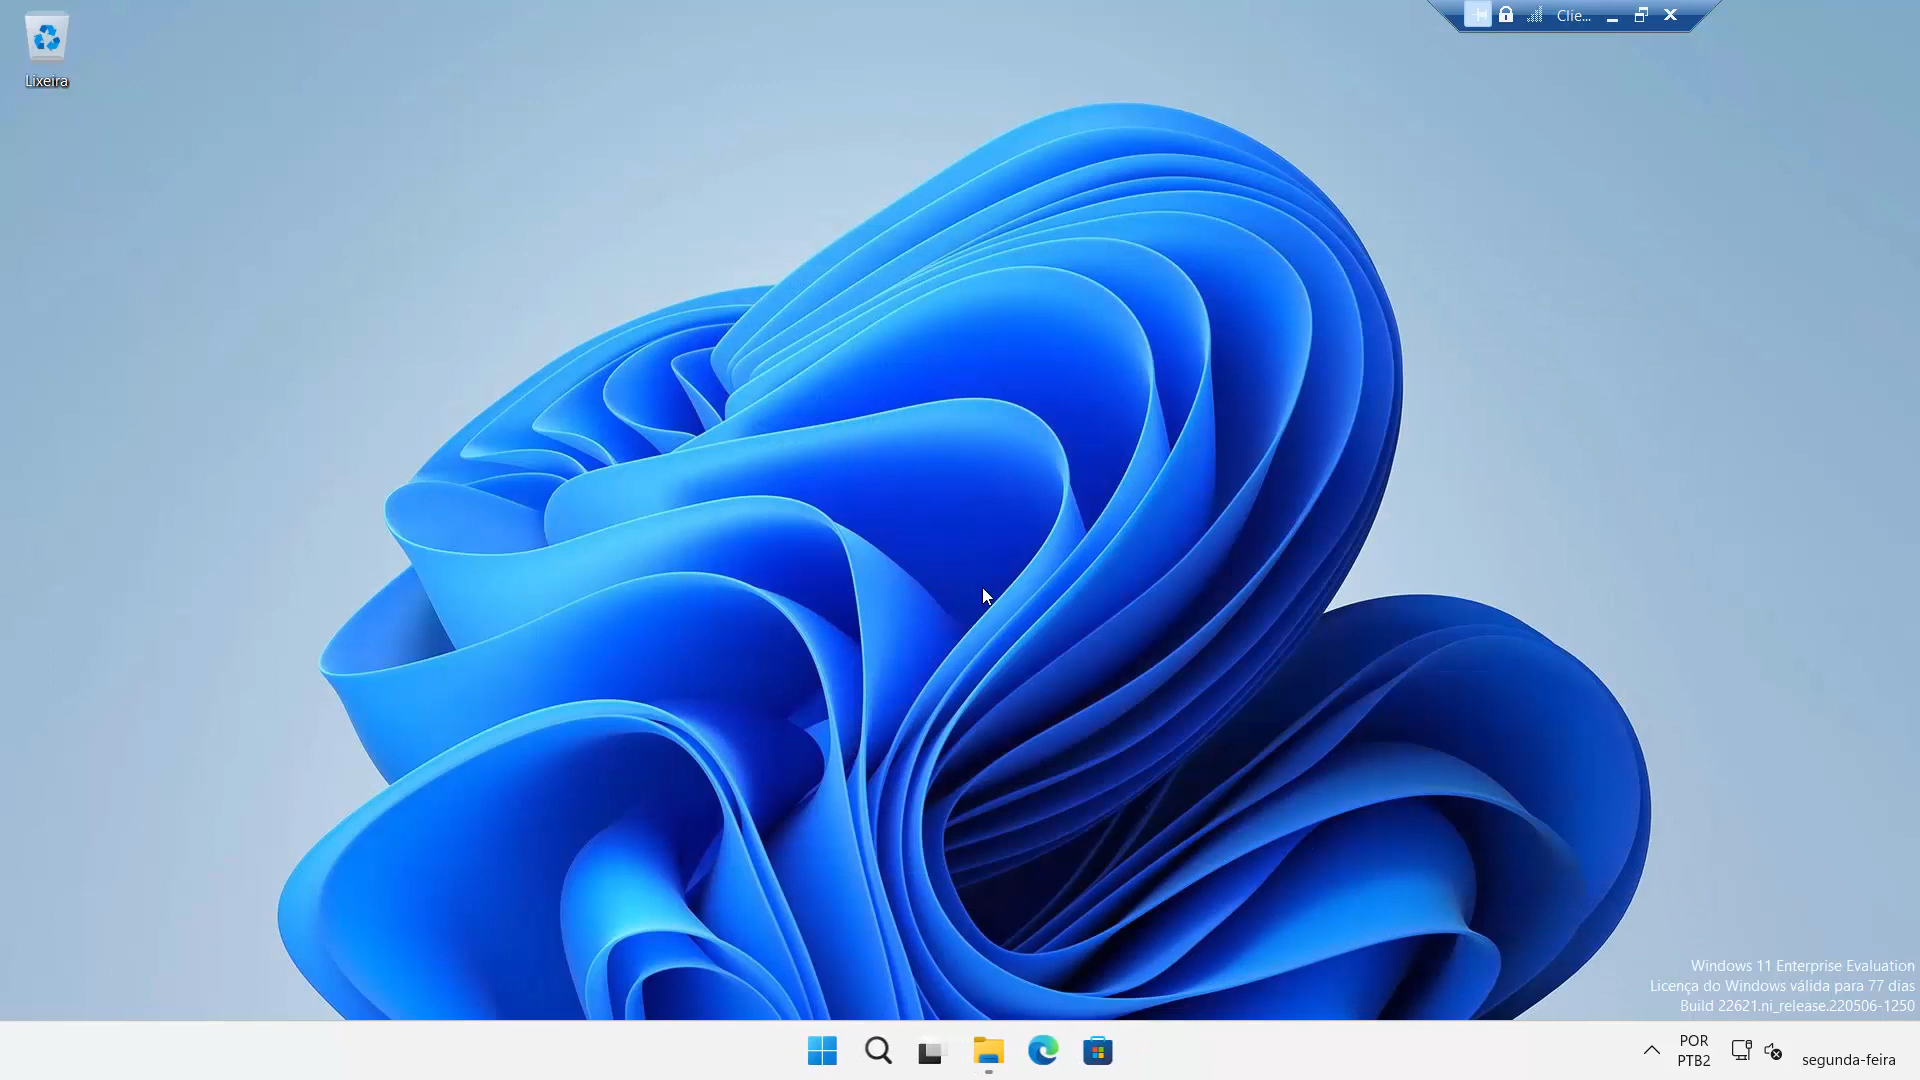 Clie...
Lixeira
Windows 11 Enterprise Evaluation
Licença do Windows válida para 77 dias
Build 22621.ni_release.220506-1250
POR
PTB2
segunda-feira